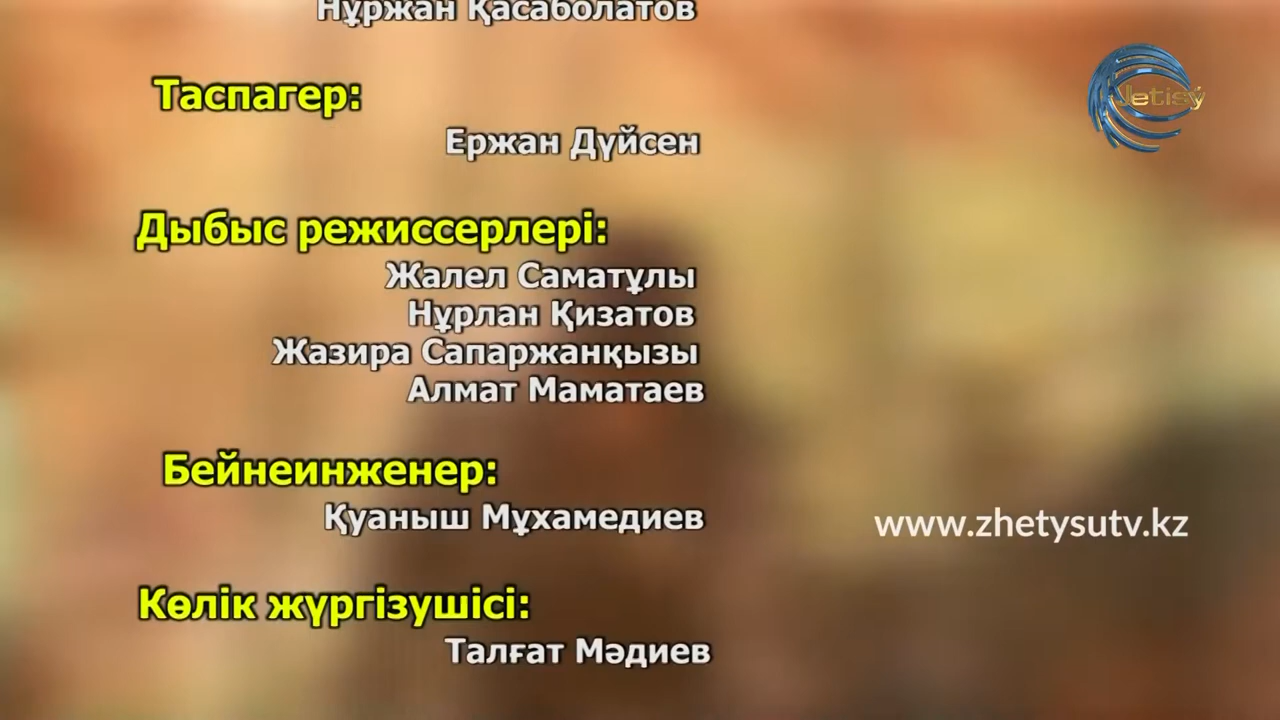 Нұржан Қасаболатов
Таспагер:
Ержан Дүйсен
Дыбыс режиссерлері:
Жалел Саматұлы
Нұрлан Қизатов
Жазира Сапаржанқызы
Алмат Маматаев
Бейнеинженер:
Қуаныш Мұхамедиев
Көлік жүргізушісі:
Талғат Мәдиев
Jetisý
www.zhetysutv.kz